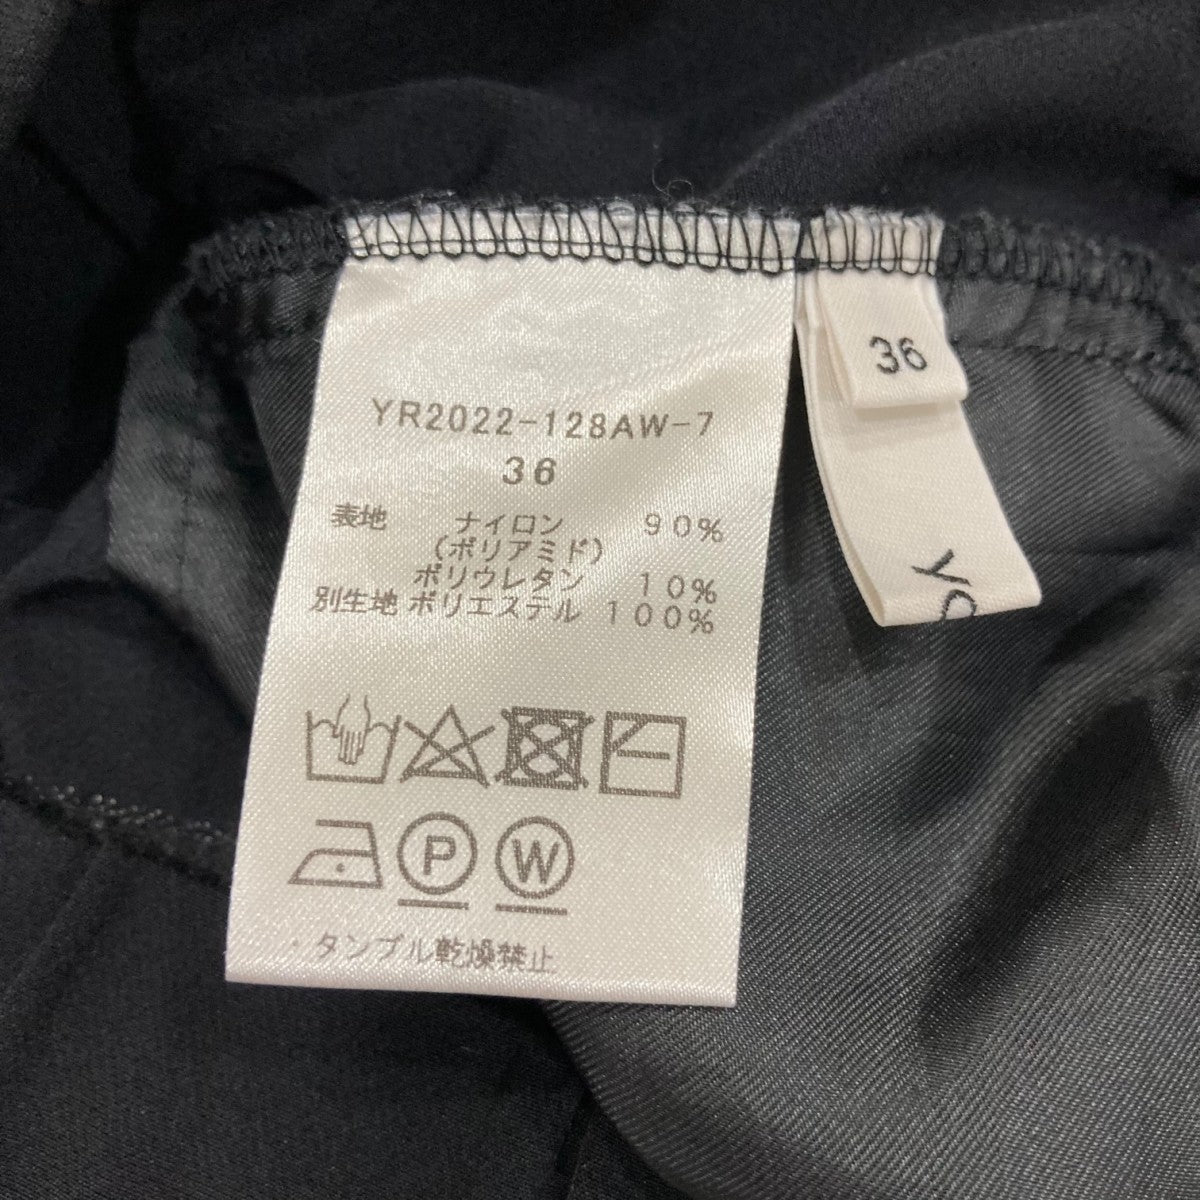 YR2022-128AW-7
36
表地 ナイロン 90%
(ポリアミド)
ポリウレタン 10%
別生地 ポリエステル 100%
P W
・タンブル乾燥禁止
36
yo